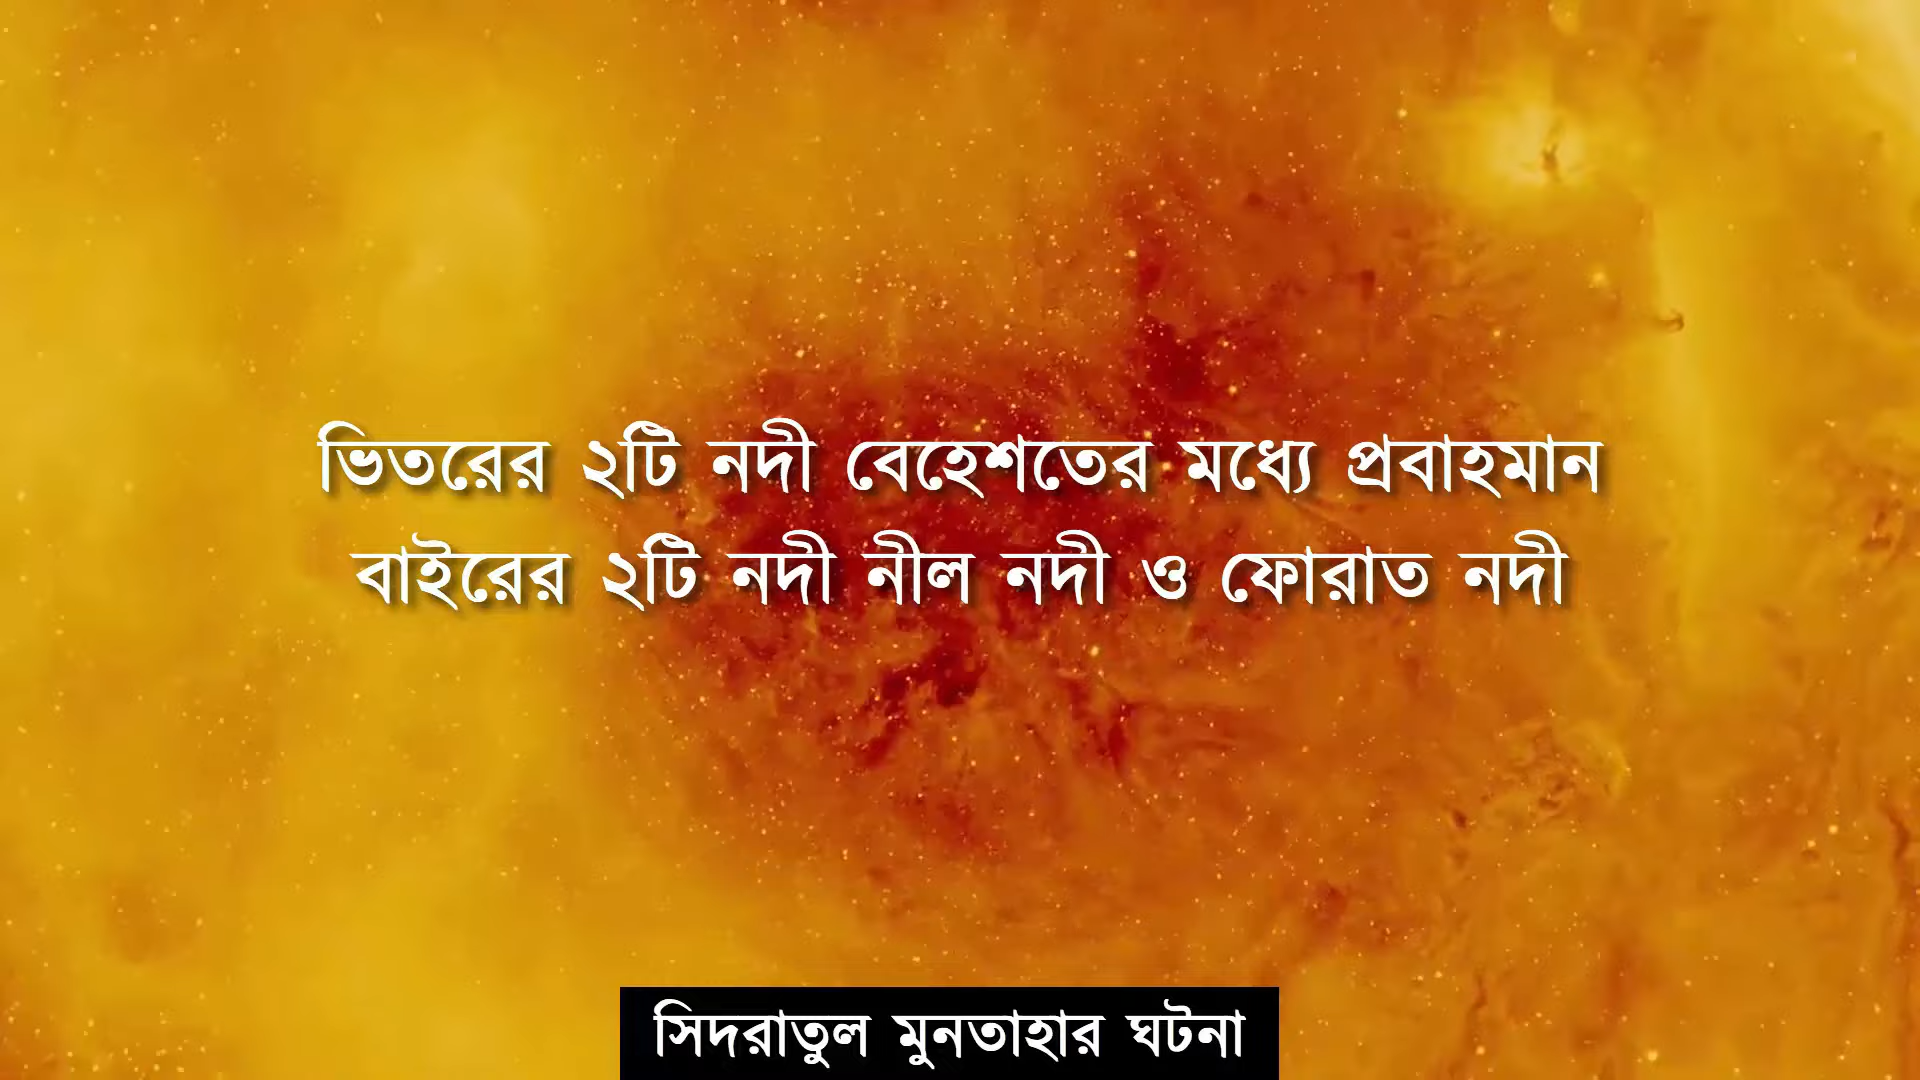 ভিতরের ২টি নদী বেহেশতের মধ্যে প্রবাহমান
বাইরের ২টি নদী নীল নদী ও ফোরাত নদী
সিদরাতুল মুনতাহার ঘটনা